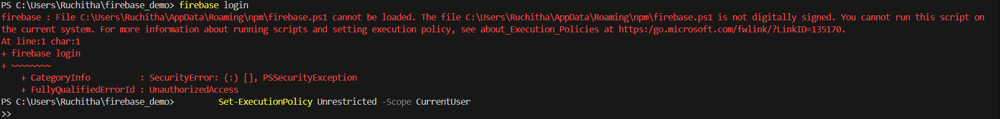 PS C:\Users\Ruchitha\firebase_demo> firebase login
firebase : File C:\Users\Ruchitha\AppData\Roaming\npm\firebase.ps1 cannot be loaded. The file C:\Users\Ruchitha\AppData\Roaming\npm\firebase.ps1 is not digitally signed. You cannot run this script on
the current system. For more information about running scripts and setting execution policy, see about_Execution_Policies at https:/go.microsoft.com/fwlink/?LinkID=135170.
At line:1 char:1
+ firebase login
+ ~~~~~~~~
    + CategoryInfo          : SecurityError: (:) [], PSSecurityException
    + FullyQualifiedErrorId : UnauthorizedAccess
PS C:\Users\Ruchitha\firebase_demo>         Set-ExecutionPolicy Unrestricted -Scope CurrentUser
>>